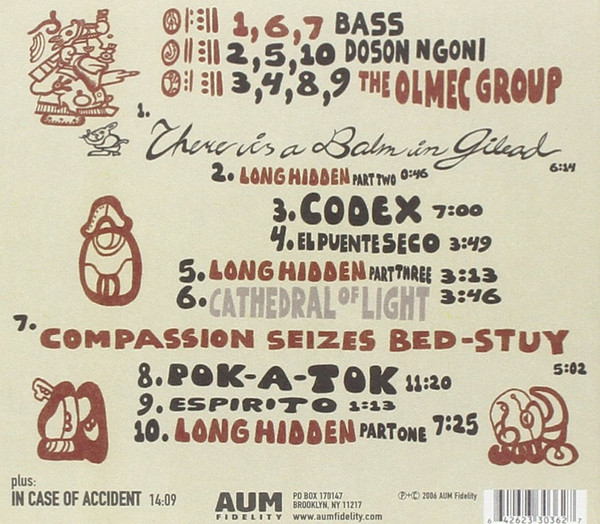 1,6,7 BASS
2,5,10 DOSON NGONI
3,4,8,9 THE OLMEC GROUP
1. There is a Balm in Gilead 6:14
2. LONG HIDDEN PART TWO 0:46
3. CODEX 7:00
4. EL PUENTE SECO 3:49
5. LONG HIDDEN PART THREE 3:13
6. CATHEDRAL OF LIGHT 3:46
7. COMPASSION SEIZES BED-STUY 5:02
8. POK-A-TOK 11:20
9. ESPIRITO 1:13
10. LONG HIDDEN PART ONE 7:25
plus:
IN CASE OF ACCIDENT 14:09
AUM
FIDELITY
PO BOX 170147
BROOKLYN, NY 11217
www.aumfidelity.com
℗+© 2006 AUM Fidelity
6 42623 30362 7